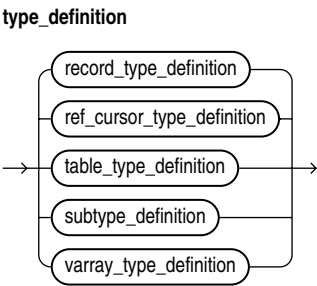 type_definition
record_type_definition
ref_cursor_type_definition
table_type_definition
subtype_definition
varray_type_definition